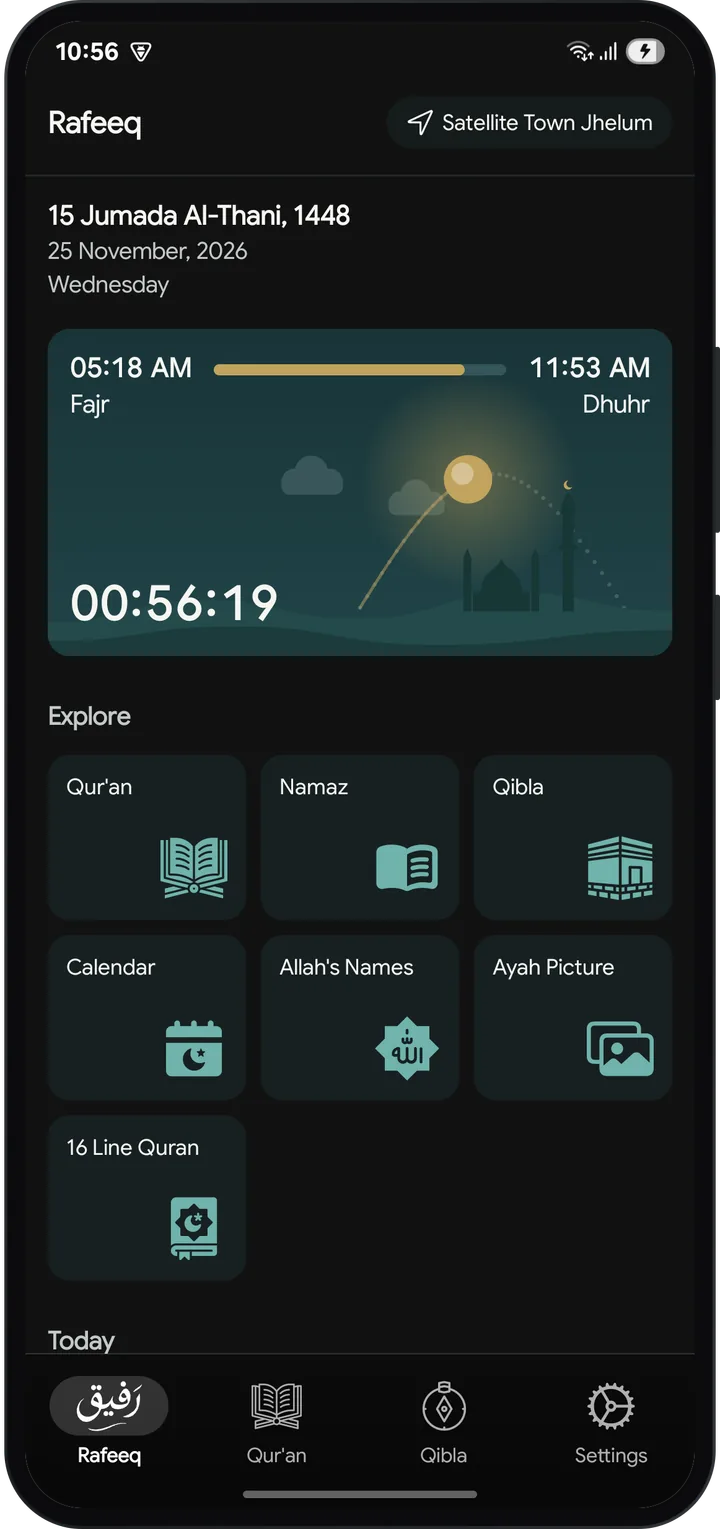 10:56
Rafeeq
Satellite Town Jhelum
15 Jumada Al-Thani, 1448
25 November, 2026
Wednesday
05:18 AM
11:53 AM
Fajr
Dhuhr
00:56:19
Explore
Qur'an
Namaz
Qibla
Calendar
Allah's Names
Ayah Picture
الله
16 Line Quran
Today
رَفِيق
Rafeeq
Qur'an
Qibla
Settings